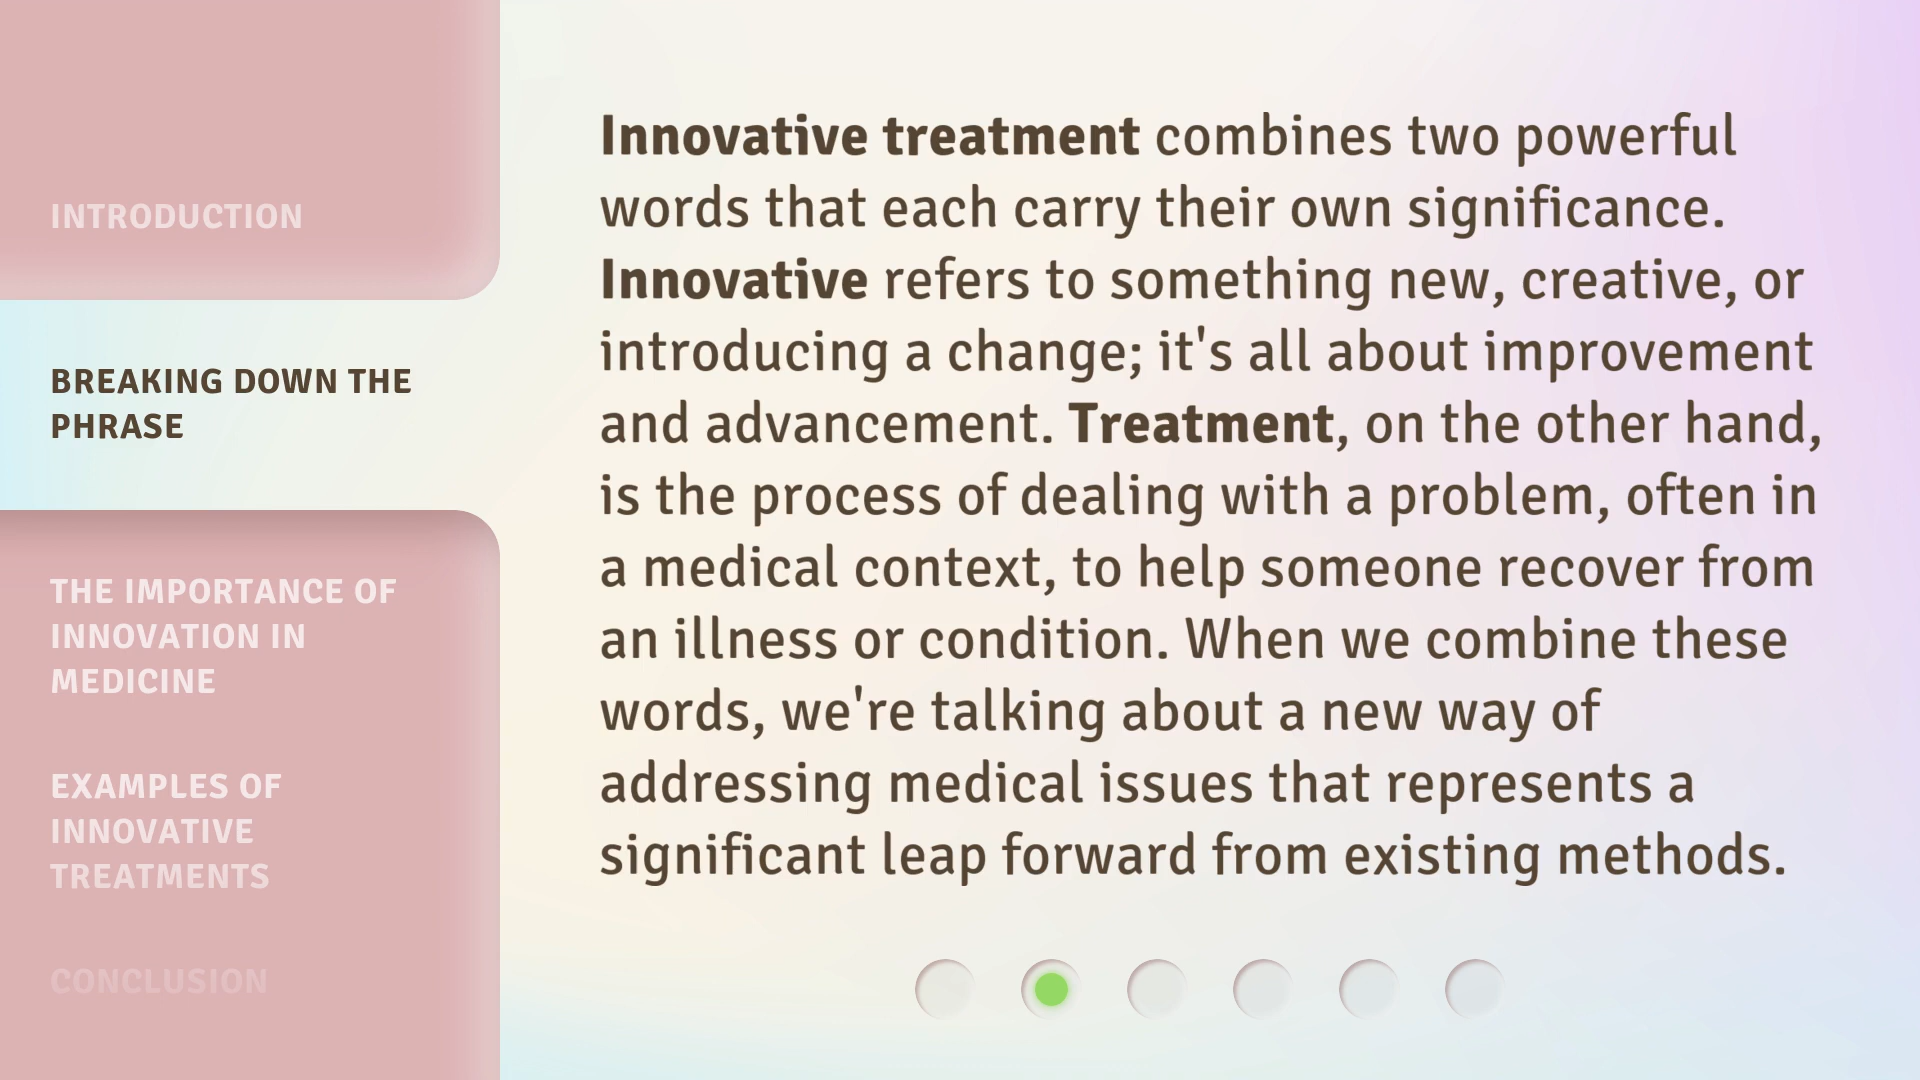 INTRODUCTION
BREAKING DOWN THE
PHRASE
THE IMPORTANCE OF
INNOVATION IN
MEDICINE
EXAMPLES OF
INNOVATIVE
TREATMENTS
CONCLUSION
Innovative treatment combines two powerful
words that each carry their own significance.
Innovative refers to something new, creative, or
introducing a change; it's all about improvement
and advancement. Treatment, on the other hand,
is the process of dealing with a problem, often in
a medical context, to help someone recover from
an illness or condition. When we combine these
words, we're talking about a new way of
addressing medical issues that represents a
significant leap forward from existing methods.